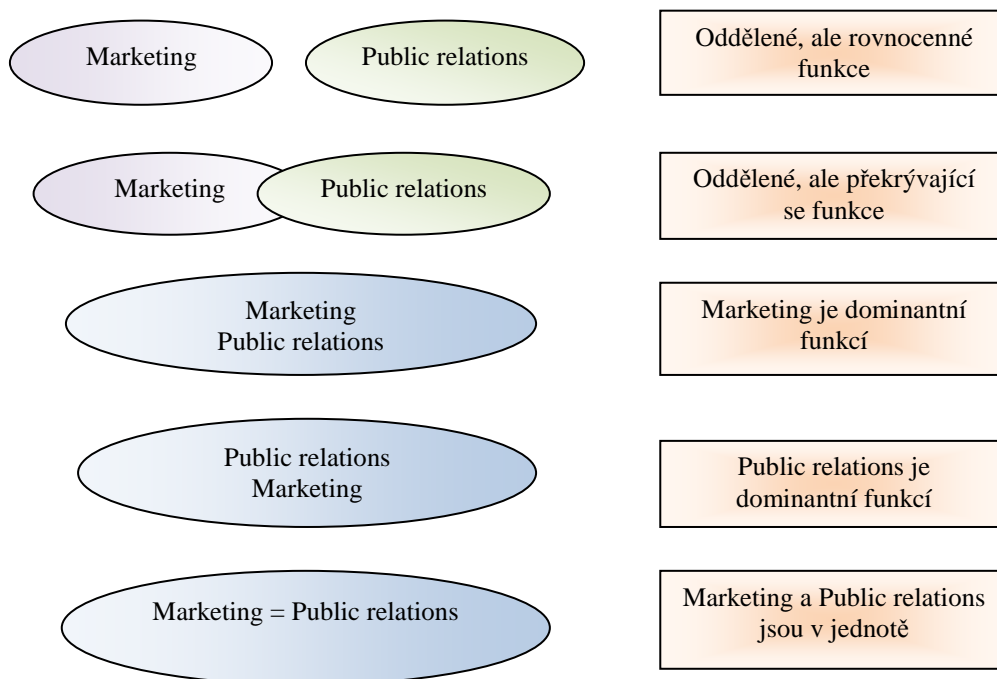 Marketing
Public relations
Oddělené, ale rovnocenné
funkce
Marketing
Public relations
Oddělené, ale překrývající
se funkce
Marketing
Public relations
Marketing je dominantní
funkcí
Public relations
Marketing
Public relations je
dominantní funkcí
Marketing = Public relations
Marketing a Public relations
jsou v jednotě